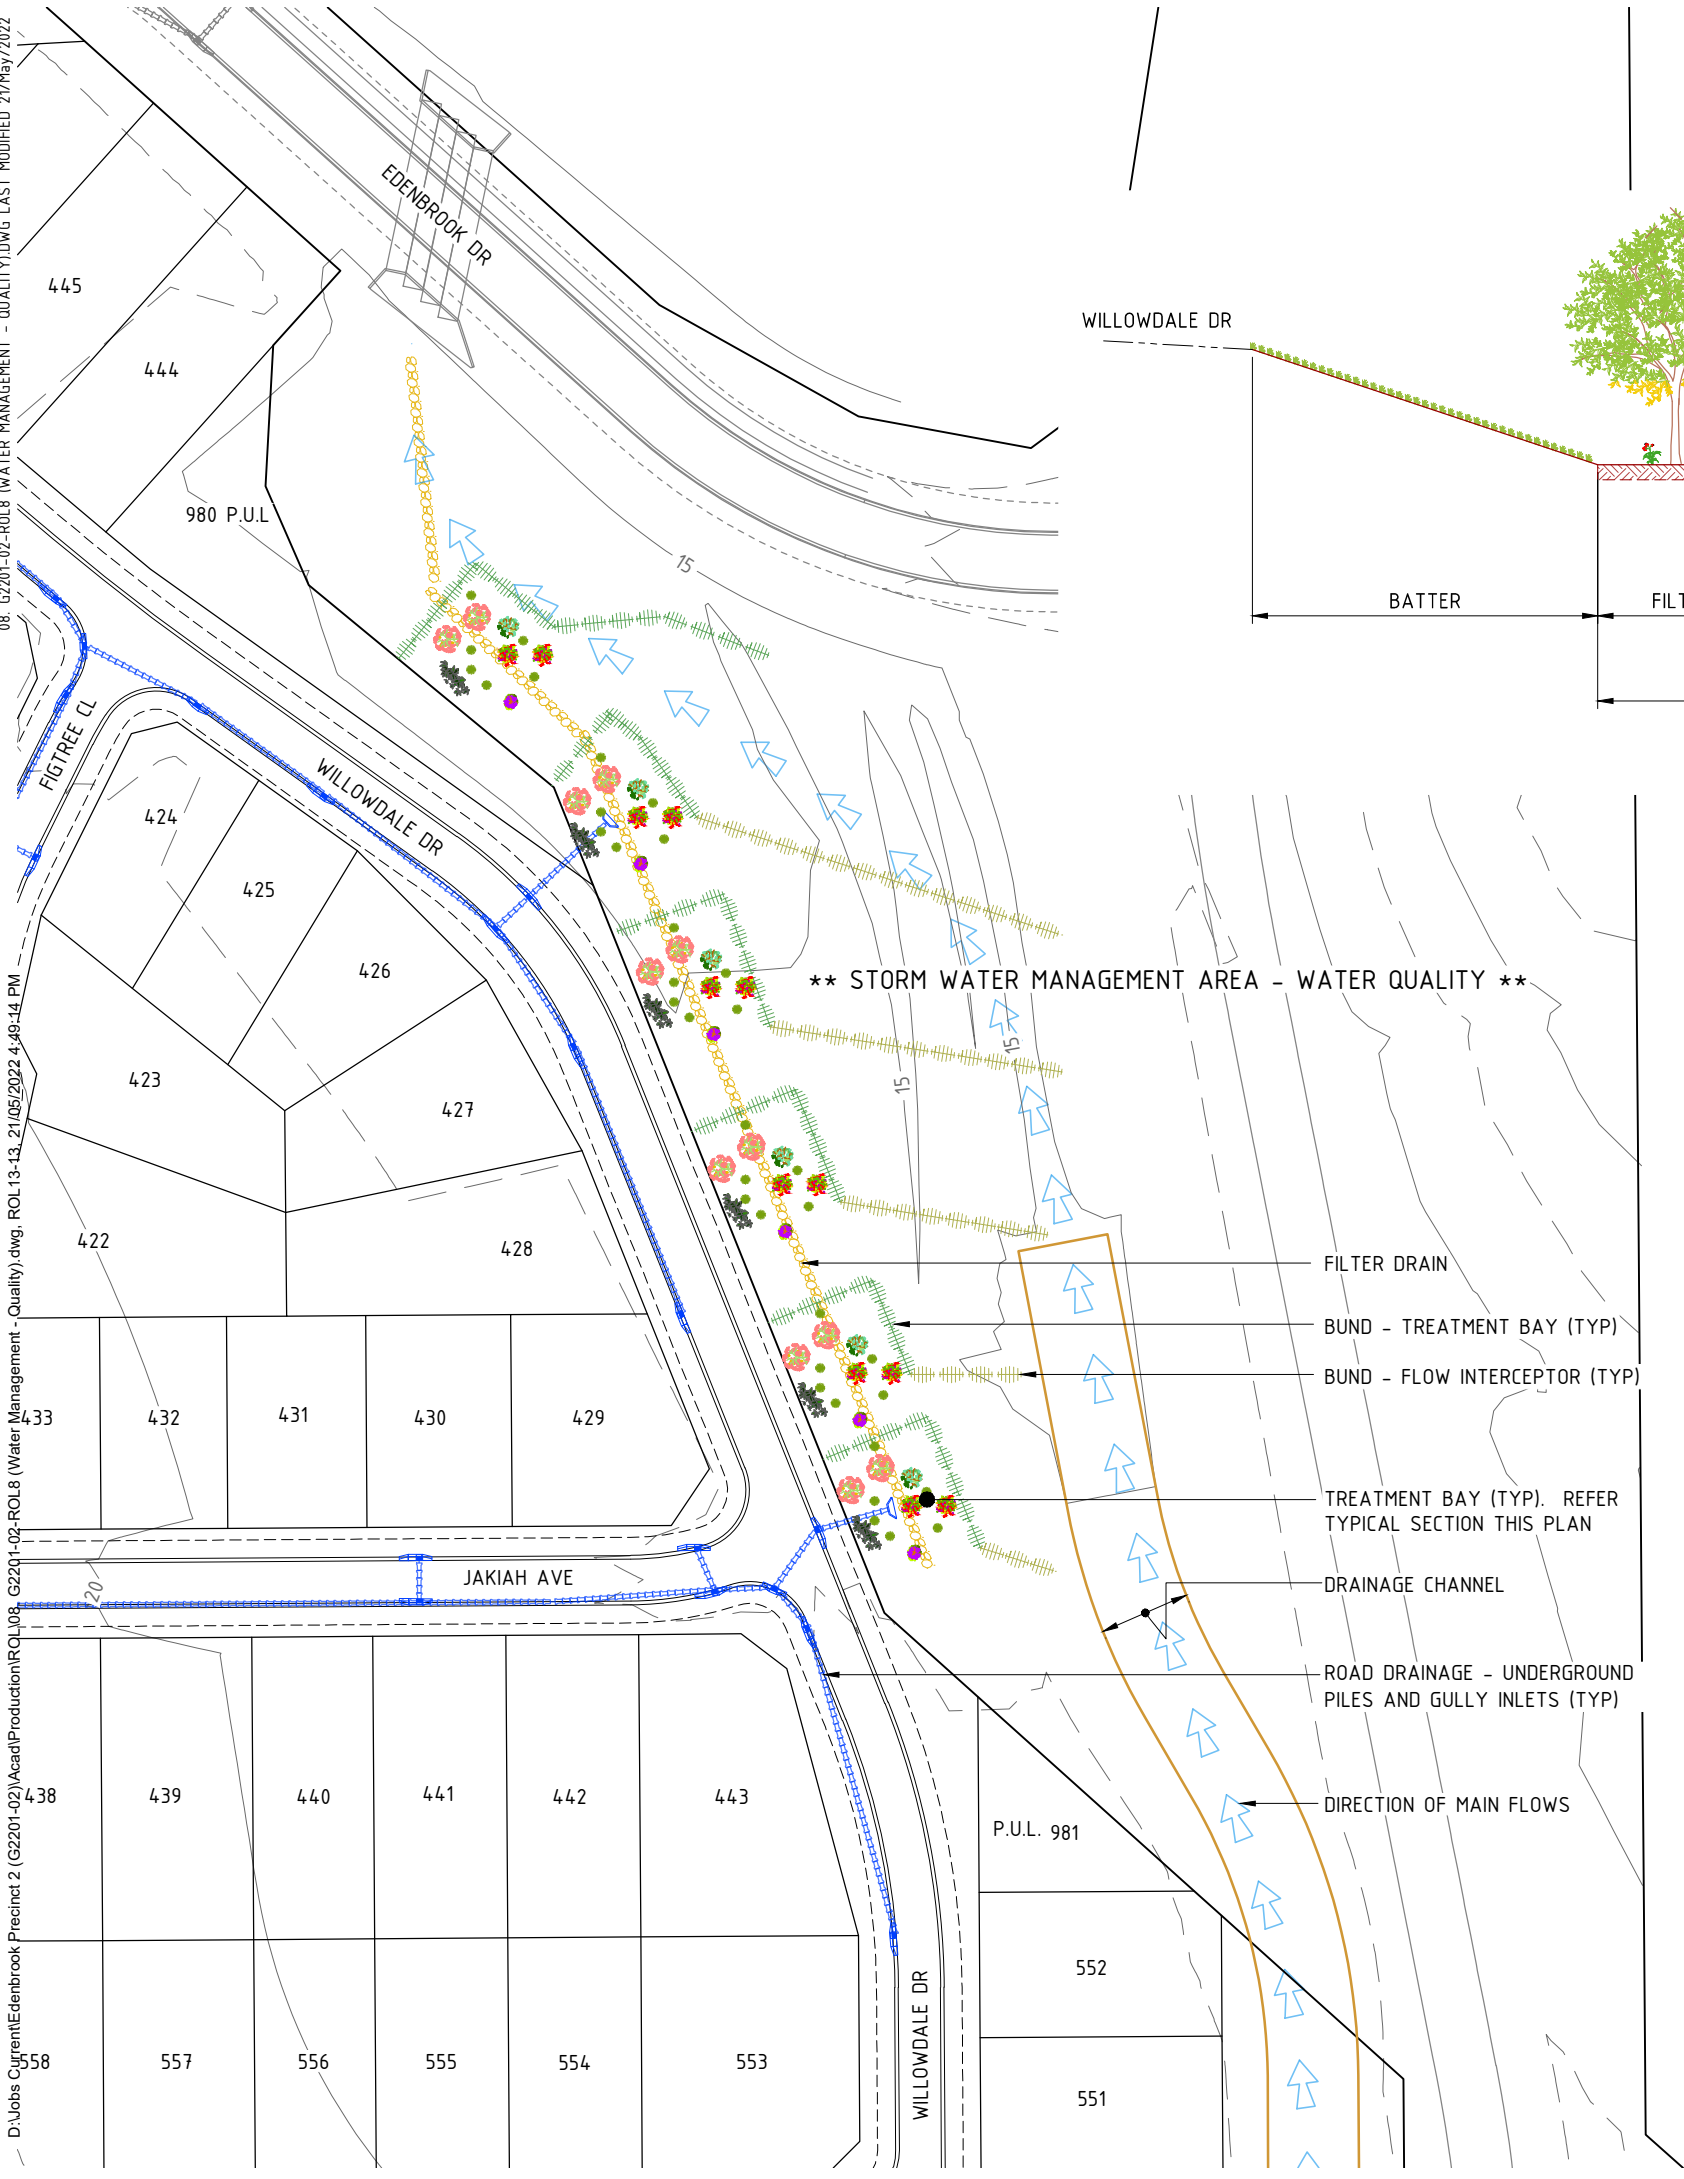 08. G2201-02-ROL8 (WATER MANAGEMENT - QUALITY).DWG LAST MODIFIED 21/May/2022
D:\Jobs Current\Edenbrook Precinct 2 (G2201-02)\Acad\Production\ROL\08. G2201-02-ROL8 (Water Management - Quality).dwg, ROL 13-13, 21/05/2022 4:49:14 PM
EDENBROOK DR
445
444
WILLOWDALE DR
980 P.U.L
15
BATTER
FILT
FIGTREE CL
WILLOWDALE DR
424
425
426
** STORM WATER MANAGEMENT AREA - WATER QUALITY **
15
15
423
427
422
428
FILTER DRAIN
BUND - TREATMENT BAY (TYP)
BUND - FLOW INTERCEPTOR (TYP)
433
432
431
430
429
TREATMENT BAY (TYP). REFER
TYPICAL SECTION THIS PLAN
JAKIAH AVE
20
DRAINAGE CHANNEL
ROAD DRAINAGE - UNDERGROUND
PILES AND GULLY INLETS (TYP)
438
439
440
441
442
443
DIRECTION OF MAIN FLOWS
P.U.L. 981
552
WILLOWDALE DR
558
557
556
555
554
553
551